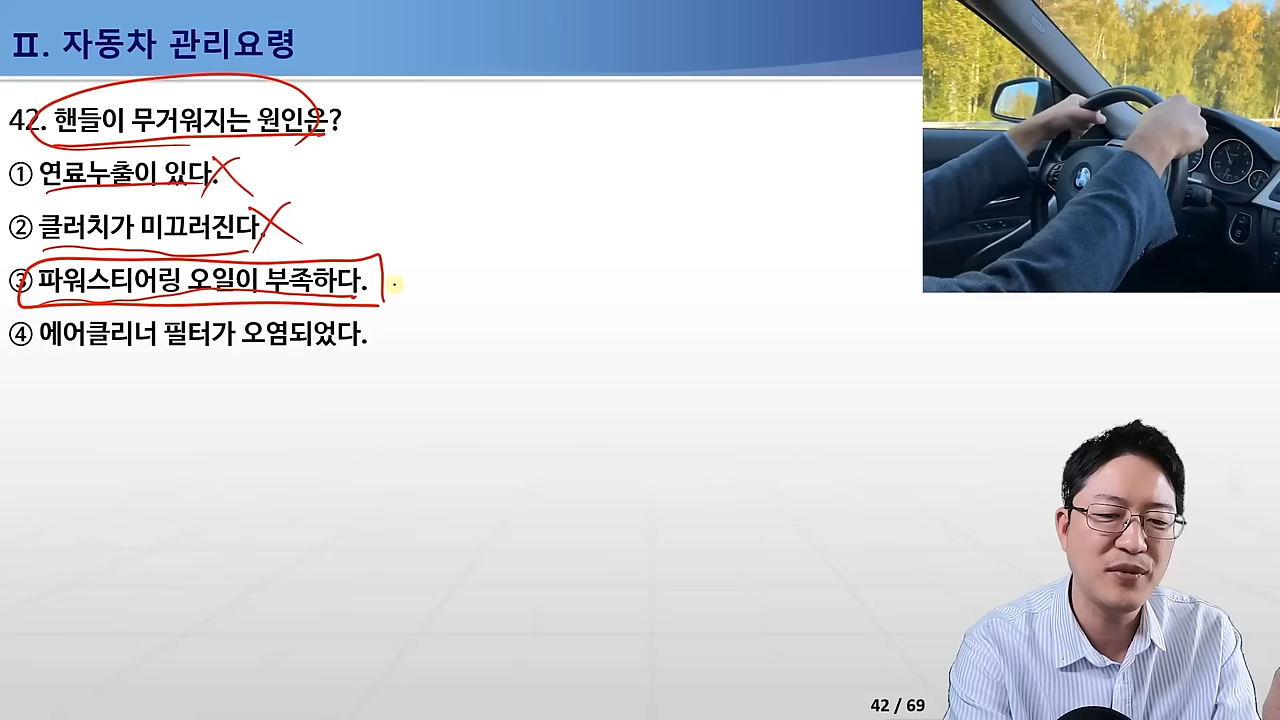 Ⅱ. 자동차 관리요령
42. 핸들이 무거워지는 원인은?
① 연료누출이 있다.
② 클러치가 미끄러진다.
③ 파워스티어링 오일이 부족하다.
④ 에어클리너 필터가 오염되었다.
42 / 69